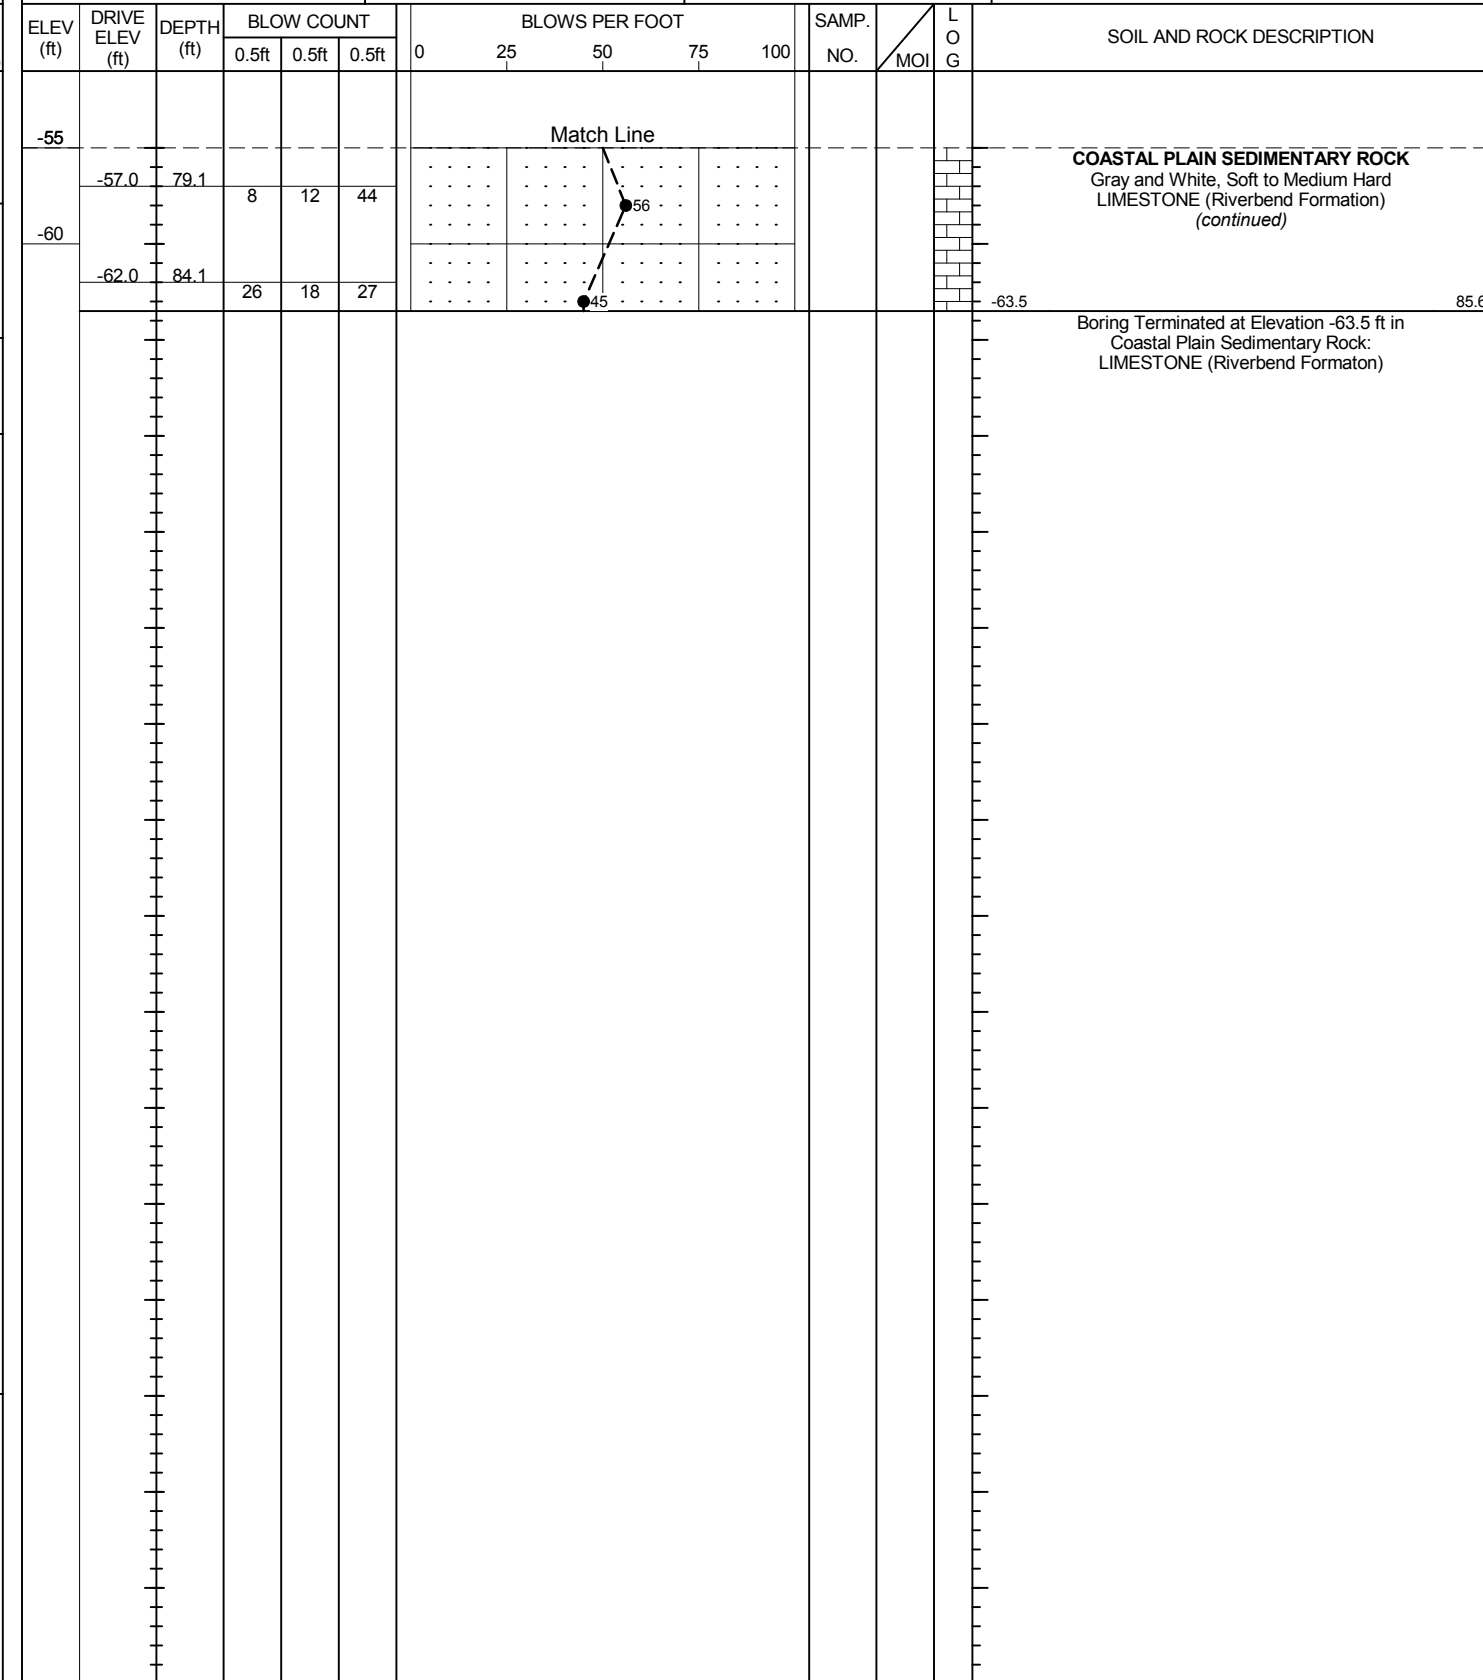 ELEV (ft) DRIVE ELEV (ft) DEPTH (ft) BLOW COUNT BLOWS PER FOOT SAMP. NO. MOI LOG SOIL AND ROCK DESCRIPTION
0.5ft 0.5ft 0.5ft 0 25 50 75 100
-55 Match Line
COASTAL PLAIN SEDIMENTARY ROCK
-57.0 79.1 Gray and White, Soft to Medium Hard
8 12 44 LIMESTONE (Riverbend Formation)
56
(continued)
-60
-62.0 84.1
26 18 27
45 -63.5 85.6
Boring Terminated at Elevation -63.5 ft in
Coastal Plain Sedimentary Rock:
LIMESTONE (Riverbend Formaton)